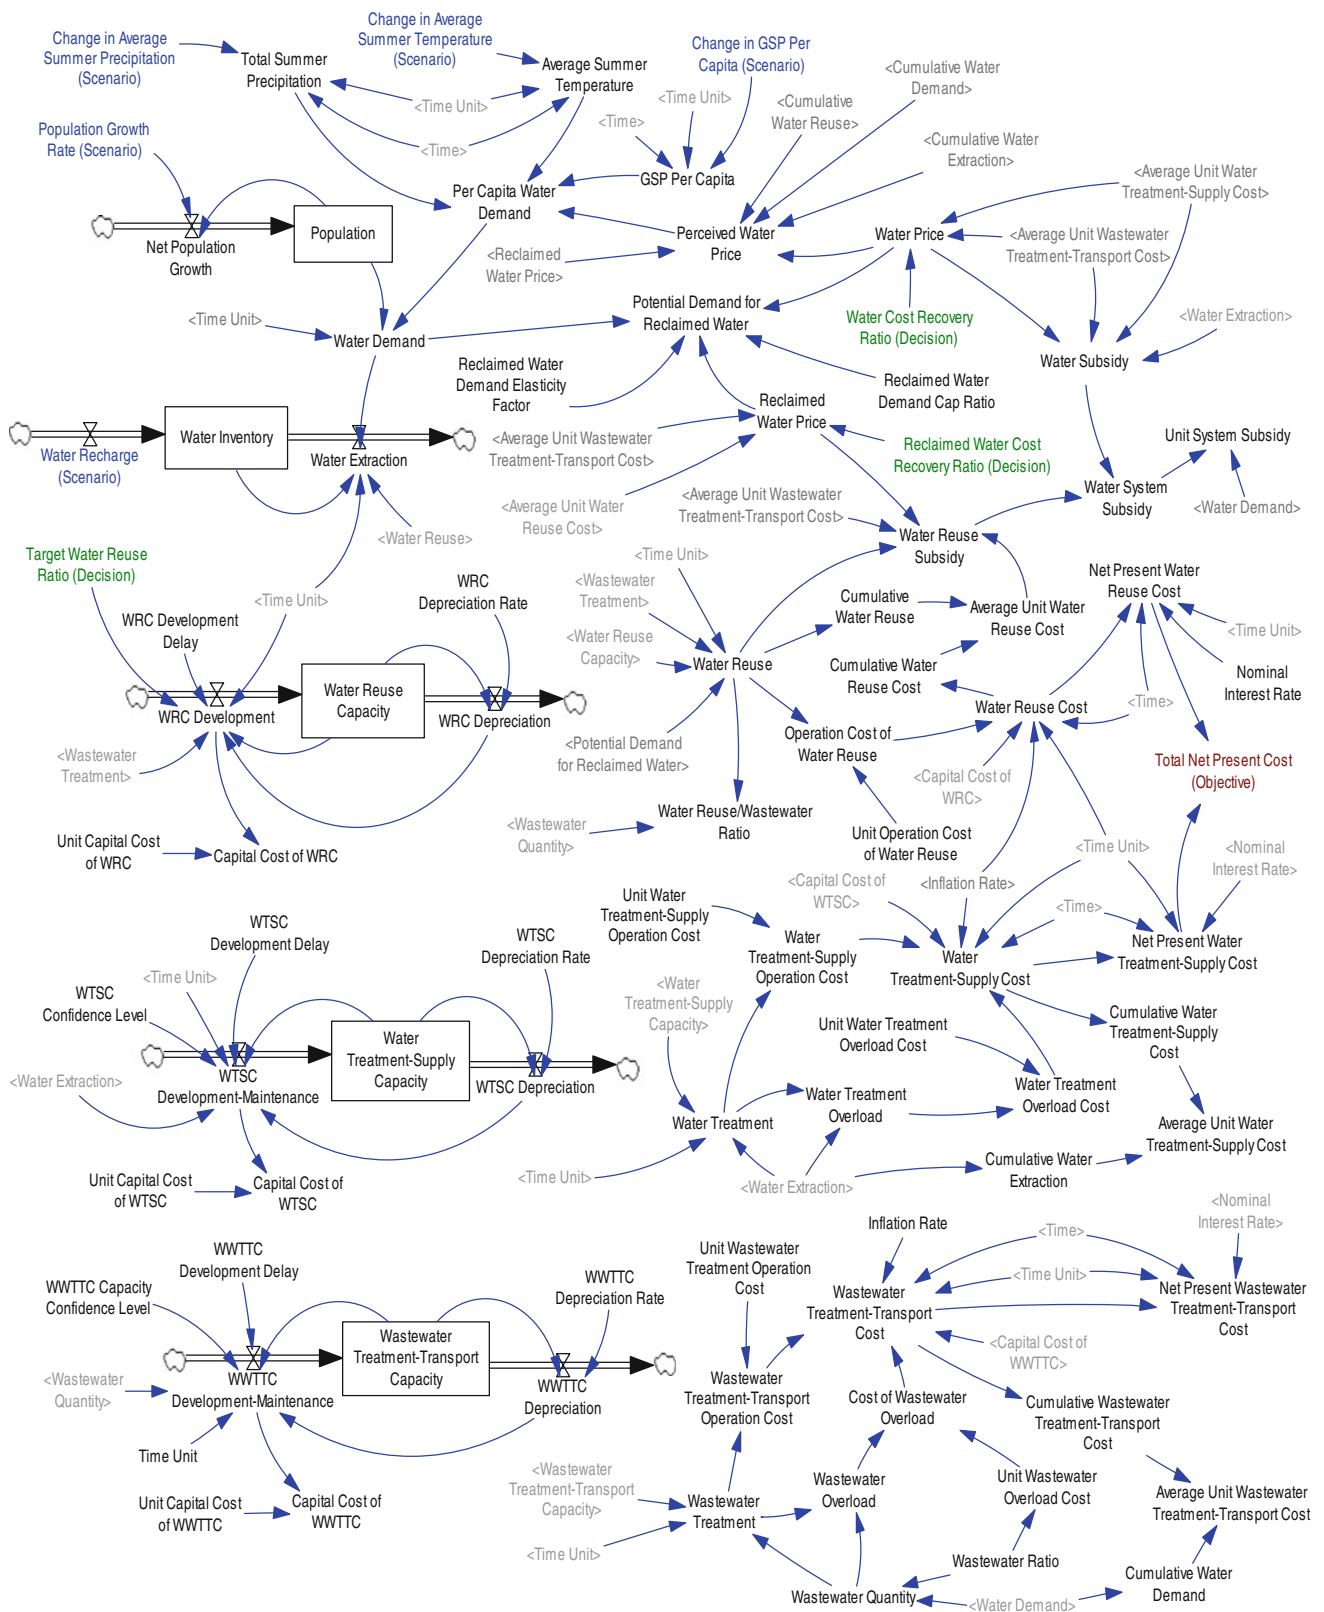 Change in Average
Summer Precipitation
(Scenario)
Total Summer
Precipitation
Change in Average
Summer Temperature
(Scenario)
Average Summer
Temperature
Change in GSP Per
Capita (Scenario)
<Cumulative Water
Demand>
<Time Unit>
<Time Unit>
<Cumulative
Water Reuse>
<Time>
<Time>
Population Growth
Rate (Scenario)
<Cumulative Water
Extraction>
GSP Per Capita
<Average Unit Water
Treatment-Supply Cost>
Per Capita Water
Demand
Population
Net Population
Growth
Perceived Water
Price
Water Price
<Average Unit Wastewater
Treatment-Transport Cost>
<Reclaimed
Water Price>
<Time Unit>
Water Demand
Potential Demand for
Reclaimed Water
Water Cost Recovery
Ratio (Decision)
<Water Extraction>
Water Subsidy
Reclaimed Water
Demand Elasticity
Factor
Reclaimed Water
Demand Cap Ratio
Reclaimed
Water Price
Water Inventory
Water Recharge
(Scenario)
Water Extraction
<Average Unit Wastewater
Treatment-Transport Cost>
Reclaimed Water Cost
Recovery Ratio (Decision)
Unit System Subsidy
<Average Unit Water
Reuse Cost>
<Average Unit Wastewater
Treatment-Transport Cost>
Water System
Subsidy
<Water Demand>
<Water Reuse>
Water Reuse
Subsidy
Target Water Reuse
Ratio (Decision)
<Time Unit>
<Time Unit>
WRC
Depreciation Rate
<Wastewater
Treatment>
Net Present Water
Reuse Cost
WRC Development
Delay
Cumulative
Water Reuse
Average Unit Water
Reuse Cost
<Time Unit>
<Water Reuse
Capacity>
Water Reuse
Cumulative Water
Reuse Cost
Nominal
Interest Rate
Water Reuse
Capacity
WRC Development
WRC Depreciation
Water Reuse Cost
<Time>
<Wastewater
Treatment>
<Potential Demand
for Reclaimed Water>
Operation Cost of
Water Reuse
<Capital Cost of
WRC>
Total Net Present Cost
(Objective)
Water Reuse/Wastewater
Ratio
<Wastewater
Quantity>
Unit Operation Cost
of Water Reuse
Unit Capital Cost
of WRC
Capital Cost of WRC
<Time Unit>
<Nominal
Interest Rate>
<Capital Cost of
WTSC>
<Inflation Rate>
Unit Water
Treatment-Supply
Operation Cost
<Time>
WTSC
Development Delay
WTSC
Depreciation Rate
Water
Treatment-Supply
Operation Cost
Water
Treatment-Supply Cost
Net Present Water
Treatment-Supply Cost
<Time Unit>
WTSC
Confidence Level
<Water
Treatment-Supply
Capacity>
Unit Water Treatment
Overload Cost
Cumulative Water
Treatment-Supply
Cost
Water
Treatment-Supply
Capacity
<Water Extraction>
WTSC
Development-Maintenance
WTSC Depreciation
Water Treatment
Water Treatment
Overload
Water Treatment
Overload Cost
Average Unit Water
Treatment-Supply Cost
Unit Capital Cost
of WTSC
Capital Cost of
WTSC
<Time Unit>
<Water Extraction>
Cumulative Water
Extraction
<Nominal
Interest Rate>
WWTTC
Development Delay
Unit Wastewater
Treatment Operation
Cost
Inflation Rate
<Time>
WWTTC Capacity
Confidence Level
WWTTC
Depreciation Rate
<Time Unit>
Wastewater
Treatment-Transport
Cost
Net Present Wastewater
Treatment-Transport
Cost
Wastewater
Treatment-Transport
Capacity
<Capital Cost of
WWTTC>
<Wastewater
Quantity>
WWTTC
Development-Maintenance
WWTTC
Depreciation
Wastewater
Treatment-Transport
Operation Cost
Cost of Wastewater
Overload
Cumulative Wastewater
Treatment-Transport
Cost
Time Unit
Unit Capital Cost
of WWTTC
Capital Cost of
WWTTC
<Wastewater
Treatment-Transport
Capacity>
Wastewater
Treatment
Wastewater
Overload
Unit Wastewater
Overload Cost
Average Unit Wastewater
Treatment-Transport Cost
<Time Unit>
Wastewater Ratio
Wastewater Quantity
<Water Demand>
Cumulative Water
Demand